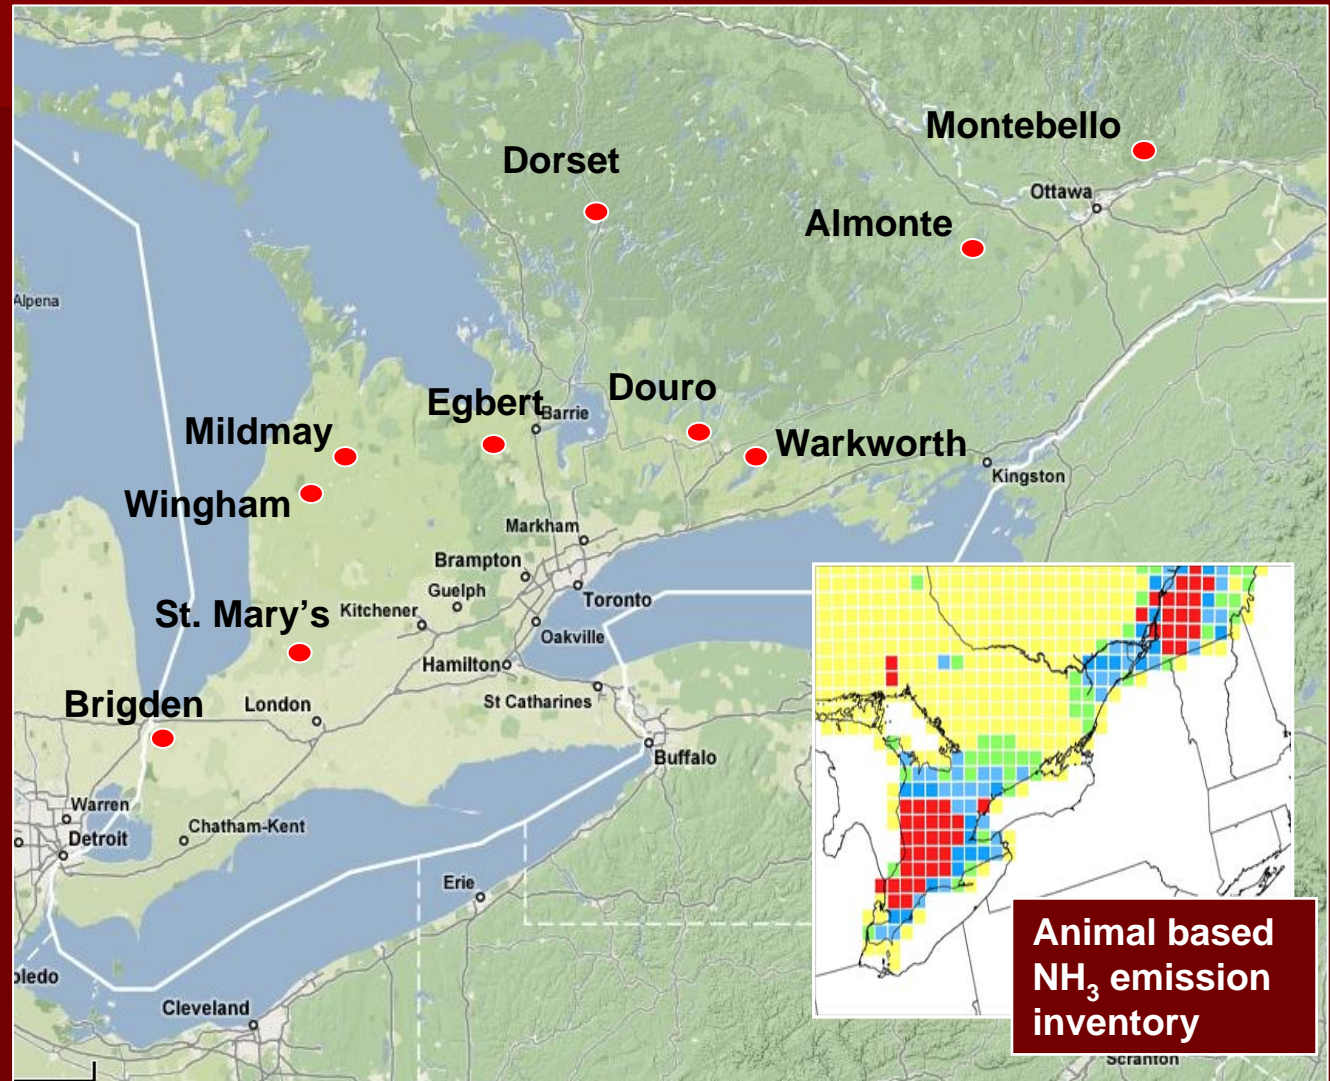 Montebello
Dorset
Ottawa
Almonte
Alpena
Egbert
Douro
Barrie
Mildmay
Warkworth
Kingston
Wingham
Markham
Brampton
Guelph
Toronto
St. Mary’s
Kitchener
Oakville
Hamilton
Brigden
London
St Catharines
Buffalo
Warren
Chatham-Kent
Detroit
Erie
oledo
Cleveland
Animal based
NH₃ emission
inventory
Scranton